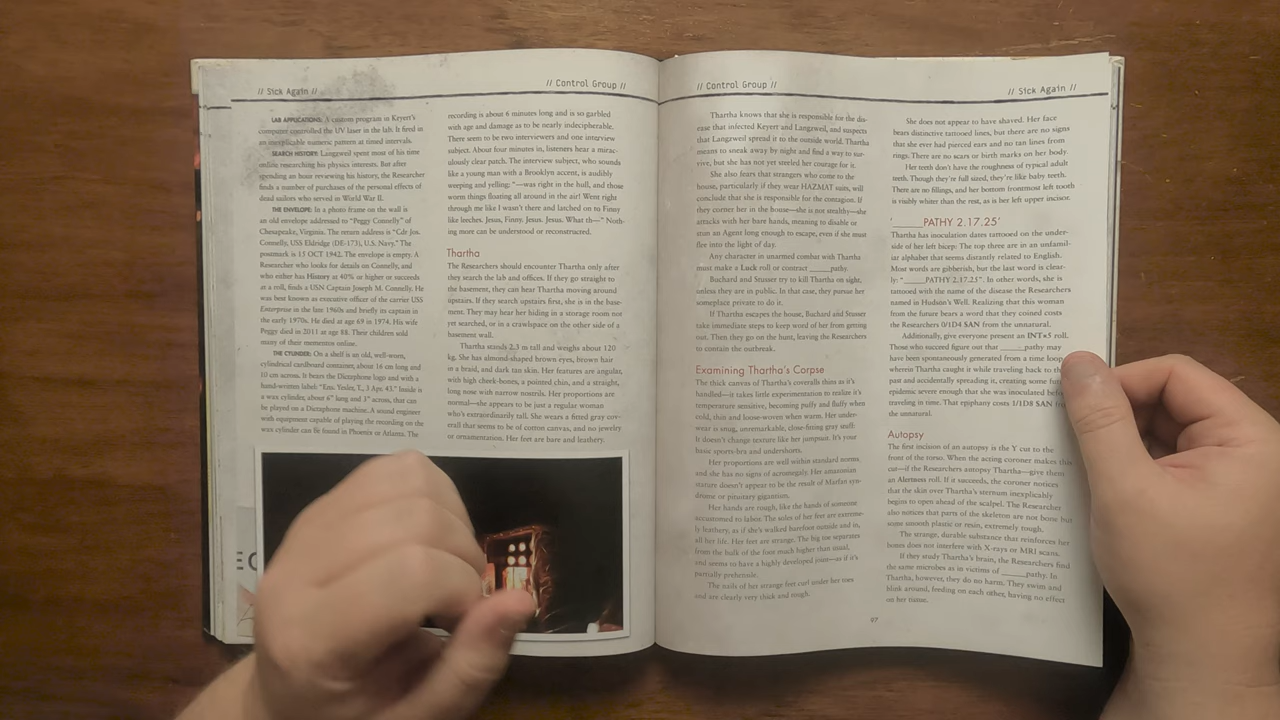 // Sick Again //
// Control Group //
LAB APPLICATIONS: A custom program in Keyert's
computer controlled the UV laser in the lab. It fired in
an inexplicable numeric pattern at timed intervals.
SEARCH HISTORY: Langsweil spent most of his time
online researching his physics interests. But after
spending an hour reviewing his history, the Researcher
finds a number of purchases of the personal effects of
dead sailors who served in World War II.
THE ENVELOPE: In a photo frame on the wall is
an old envelope addressed to "Peggy Connelly" of
Chesapeake, Virginia. The return address is "Cdr Jos.
Connelly, USS Eldridge (DE-173), U.S. Navy." The
postmark is 15 OCT 1942. The envelope is empty. A
Researcher who looks for details on Connelly, and
who either has History at 40% or higher or succeeds
at a roll, finds a USN Captain Joseph M. Connelly. He
was best known as executive officer of the carrier USS
Enterprise in the late 1960s and briefly its captain in
the early 1970s. He died at age 69 in 1974. His wife
Peggy died in 2011 at age 88. Their children sold
many of their mementos online.
THE CYLINDER: On a shelf is an old, well-worn,
cylindrical cardboard container, about 16 cm long and
10 cm across. It bears the Dictaphone logo and with a
hand-written label: "Ens. Yesler, T., 3 Apr. 43." Inside is
a wax cylinder, about 6" long and 3" across, that can
be played on a Dictaphone machine. A sound engineer
with equipment capable of playing the recording on the
wax cylinder can be found in Phoenix or Atlanta. The
recording is about 6 minutes long and is so garbled
with age and damage as to be nearly indecipherable.
There seem to be two interviewers and one interview
subject. About four minutes in, listeners hear a mirac-
ulously clear patch. The interview subject, who sounds
like a young man with a Brooklyn accent, is audibly
weeping and yelling: "—was right in the hull, and those
worm things floating all around in the air! Went right
through me like I wasn't there and latched on to Finny
like leeches. Jesus, Finny. Jesus. Jesus. What th—" Noth-
ing more can be understood or reconstructed.
Thartha
The Researchers should encounter Thartha only after
they search the lab and offices. If they go straight to
the basement, they can hear Thartha moving around
upstairs. If they search upstairs first, she is in the base-
ment. They may hear her hiding in a storage room not
yet searched, or in a crawlspace on the other side of a
basement wall.
Thartha stands 2.3 m tall and weighs about 120
kg. She has almond-shaped brown eyes, brown hair
in a braid, and dark tan skin. Her features are angular,
with high cheek-bones, a pointed chin, and a straight,
long nose with narrow nostrils. Her proportions are
normal—she appears to be just a regular woman
who's extraordinarily tall. She wears a fitted gray cov-
erall that seems to be of cotton canvas, and no jewelry
or ornamentation. Her feet are bare and leathery.
// Control Group //
// Sick Again //
Thartha knows that she is responsible for the dis-
ease that infected Keyert and Langsweil, and suspects
that Langsweil spread it to the outside world. Thartha
means to sneak away by night and find a way to sur-
vive, but she has not yet steeled her courage for it.
She also fears that strangers who come to the
house, particularly if they wear HAZMAT suits, will
conclude that she is responsible for the contagion. If
they corner her in the house—she is not stealthy—she
attacks with her bare hands, meaning to disable or
stun an Agent long enough to escape, even if she must
flee into the light of day.
Any character in unarmed combat with Thartha
must make a Luck roll or contract _____pathy.
Buchard and Stusser try to kill Thartha on sight,
unless they are in public. In that case, they pursue her
someplace private to do it.
If Thartha escapes the house, Buchard and Stusser
take immediate steps to keep word of her from getting
out. Then they go on the hunt, leaving the Researchers
to contain the outbreak.
Examining Thartha's Corpse
The thick canvas of Thartha's coveralls thins as it's
handled—it takes little experimentation to realize it's
temperature sensitive, becoming puffy and fluffy when
cold, thin and loose-woven when warm. Her under-
wear is snug, unremarkable, close-fitting gray stuff.
It doesn't change texture like her jumpsuit. It's your
basic sports-bra and undershorts.
Her proportions are well within standard norms,
and she has no signs of acromegaly. Her amazonian
stature doesn't appear to be the result of Marfan syn-
drome or pituitary gigantism.
Her hands are rough, like the hands of someone
accustomed to labor. The soles of her feet are extreme-
ly leathery, as if she's walked barefoot outside and in,
all her life. Her feet are strange. The big toe separates
from the bulk of the foot much higher than usual,
and seems to have a highly developed joint—as if it's
partially prehensile.
The nails of her strange feet curl under her toes
and are clearly very thick and rough.
She does not appear to have shaved. Her face
bears distinctive tattooed lines, but there are no signs
that she ever had pierced ears and no tan lines from
rings. There are no scars or birth marks on her body.
Her teeth don't have the roughness of typical adult
teeth. Though they're full sized, they're like baby teeth.
There are no fillings, and her bottom frontmost left tooth
is visibly whiter than the rest, as is her left upper incisor.
'_____PATHY 2.17.25'
Thartha has inoculation dates tattooed on the under-
side of her left bicep: The top three are in an unfamil-
iar alphabet that seems distantly related to English.
Most words are gibberish, but the last word is clear-
ly: "_____PATHY 2.17.25". In other words, she is
tattooed with the name of the disease the Researchers
named in Hudson's Well. Realizing that this woman
from the future bears a word that they coined costs
the Researchers 0/1D4 SAN from the unnatural.
Additionally, give everyone present an INT×5 roll.
Those who succeed figure out that _____pathy may
have been spontaneously generated from a time loop,
wherein Thartha caught it while traveling back to the
past and accidentally spreading it, creating some
epidemic severe enough that she was inoculated
traveling in time. That epiphany costs 1/1D8 SAN
the unnatural.
Autopsy
The first incision of an autopsy is the Y cut to the
front of the torso. When the acting coroner makes this
cut—if the Researchers autopsy Thartha—give them
an Alertness roll. If it succeeds, the coroner notices
that the skin over Thartha's sternum inexplicably
begins to open ahead of the scalpel. The Researcher
also notices that parts of the skeleton are not bone but
some smooth plastic or resin, extremely tough.
The strange, durable substance that reinforces her
bones does not interfere with X-rays or MRI scans.
If they study Thartha's brain, the Researchers find
the same microbes as in victims of _____pathy. In
Thartha, however, they do no harm. They swim and
blink around, feeding on each other, having no effect
on her tissue.
97